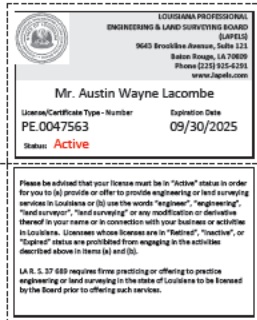 LOUISIANA PROFESSIONAL
ENGINEERING & LAND SURVEYING BOARD
(LAPELS)
9643 Brookline Avenue, Suite 121
Baton Rouge, LA 70809
Phone (225) 925-6291
www.lapels.com
Mr. Austin Wayne Lacombe
License/Certificate Type - Number Expiration Date
PE.0047563 09/30/2025
Status: Active
Please be advised that your license must be in "Active" status in order
for you to (a) provide or offer to provide engineering or land surveying
services in Louisiana or (b) use the words "engineer", "engineering",
"land surveyor", "land surveying" or any modification or derivative
thereof in your name or in connection with your business or activities
in Louisiana. Licensees whose licenses are in "Retired", "Inactive", or
"Expired" status are prohibited from engaging in the activities
described above in items (a) and (b).
LA R. S. 37 689 requires firms practicing or offering to practice
engineering or land surveying in the state of Louisiana to be licensed
by the Board prior to offering such services.